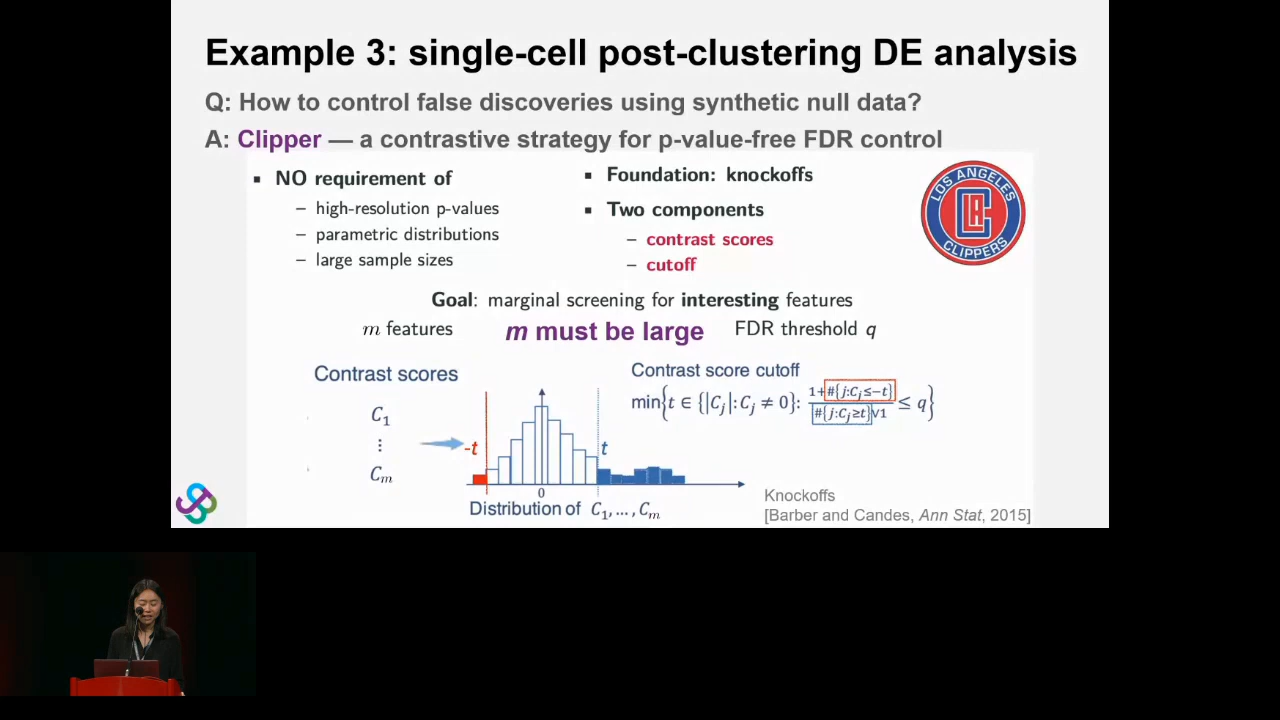 Example 3: single-cell post-clustering DE analysis
Q: How to control false discoveries using synthetic null data?
A: Clipper — a contrastive strategy for p-value-free FDR control
▪ NO requirement of
– high-resolution p-values
– parametric distributions
– large sample sizes
▪ Foundation: knockoffs
▪ Two components
– contrast scores
– cutoff
LOS ANGELES
LAC
CLIPPERS
Goal: marginal screening for interesting features
m features m must be large FDR threshold q
Contrast scores
C₁
⋮
Cₘ
-t
t
0
Distribution of C₁,…,Cₘ
Contrast score cutoff
min{t ∈ {|Cⱼ|:Cⱼ ≠ 0}: 1+#{j:Cⱼ≤−t} / #{j:Cⱼ≥t}∨1 ≤ q}
Knockoffs
[Barber and Candes, Ann Stat, 2015]